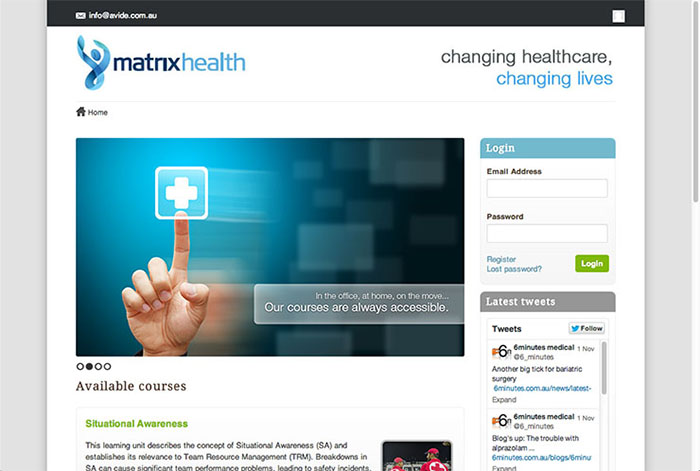 info@avide.com.au
matrixhealth
changing healthcare,
changing lives
Home
In the office, at home, on the move...
Our courses are always accessible.
Available courses
Situational Awareness
This learning unit describes the concept of Situational Awareness (SA) and
establishes its relevance to Team Resource Management (TRM). Breakdowns in
SA can cause significant team performance problems, leading to safety incidents,
Login
Email Address
Password
Register
Lost password?
Login
Latest tweets
Tweets
Follow
6minutes medical 1 Nov
@6_minutes
Another big tick for bariatric
surgery
6minutes.com.au/news/latest-
Expand
6minutes medical 1 Nov
@6_minutes
Blog's up: The trouble with
alprazolam ...
6minutes.com.au/blogs/6minut...
Expand